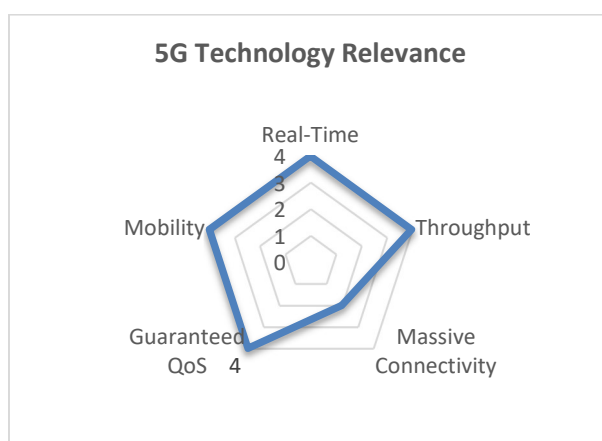 5G Technology Relevance
Real-Time
4
3
2
1
0
Mobility
Throughput
Guaranteed
QoS 4
Massive
Connectivity